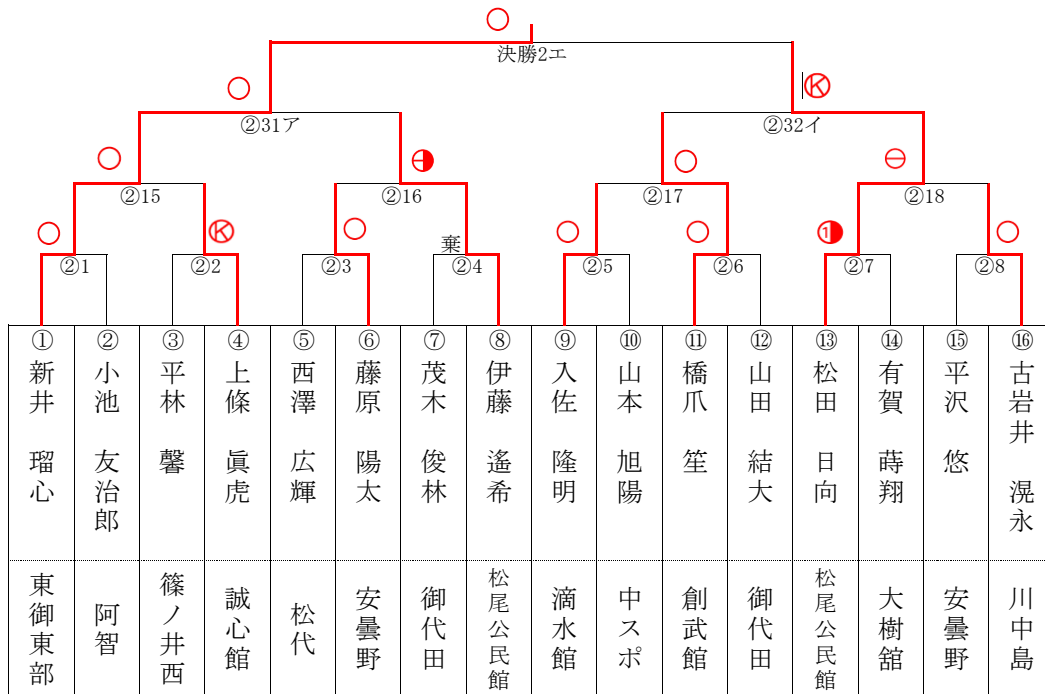 決勝2エ
Ⓚ
②31ア
②32イ
②15
②16
②17
②18
Ⓚ
棄
1
②1
②2
②3
②4
②5
②6
②7
②8
①
②
③
④
⑤
⑥
⑦
⑧
⑨
⑩
⑪
⑫
⑬
⑭
⑮
⑯
新井 瑠心
小池 友治郎
平林 馨
上條 眞虎
西澤 広輝
藤原 陽太
茂木 俊林
伊藤 遙希
入佐 隆明
山本 旭陽
橋爪 笙
山田 結大
松田 日向
有賀 蒔翔
平沢 悠
古岩井 滉永
東御東部
阿智
篠ノ井西
誠心館
松代
安曇野
御代田
松尾公民館
滴水館
中スポ
創武館
御代田
松尾公民館
大樹舘
安曇野
川中島